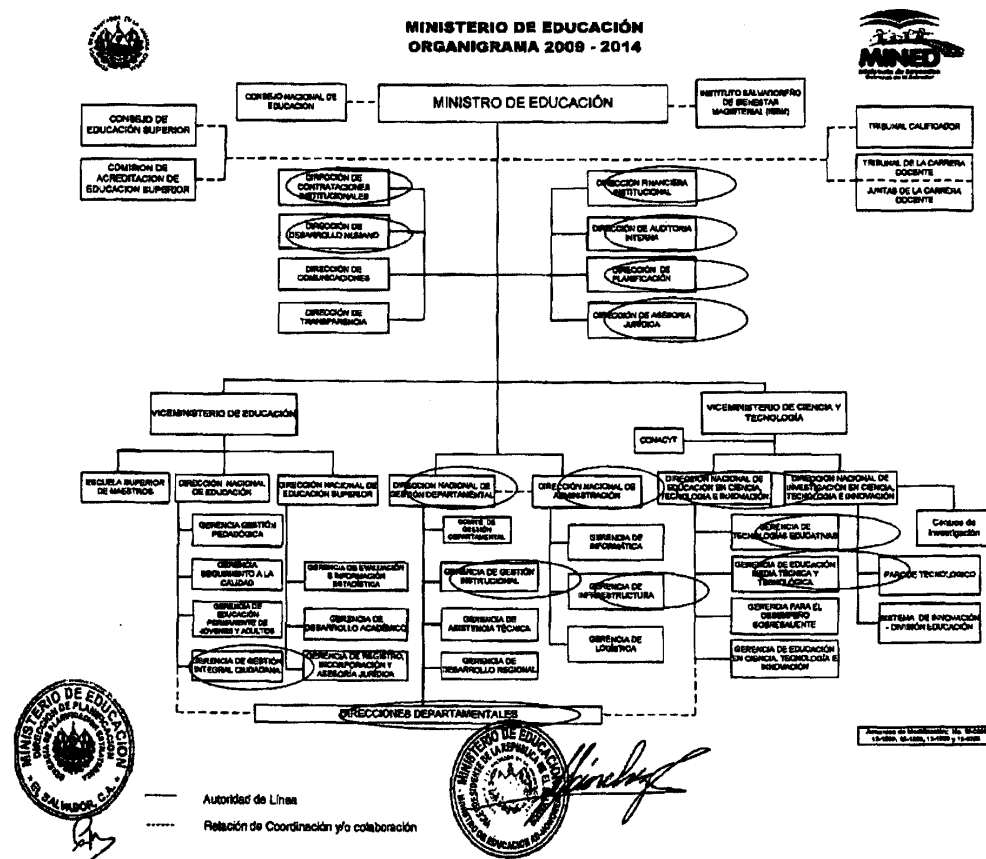 MINISTERIO DE EDUCACIÓN
ORGANIGRAMA 2009 - 2014
MINED
CONSEJO NACIONAL DE
EDUCACIÓN
MINISTRO DE EDUCACIÓN
INSTITUTO SALVADOREÑO
DE BIENESTAR
MAGISTERIAL (ISBM)
CONSEJO DE
EDUCACIÓN SUPERIOR
TRIBUNAL CALIFICADOR
COMISION DE
ACREDITACION DE
EDUCACION SUPERIOR
TRIBUNAL DE LA CARRERA
DOCENTE
JUNTAS DE LA CARRERA
DOCENTE
DIRECCIÓN DE
CONTRATACIONES
INSTITUCIONALES
DIRECCIÓN FINANCIERA
INSTITUCIONAL
DIRECCIÓN DE
DESARROLLO HUMANO
DIRECCIÓN DE AUDITORIA
INTERNA
DIRECCIÓN DE
COMUNICACIONES
DIRECCIÓN DE
PLANIFICACIÓN
DIRECCIÓN DE
TRANSPARENCIA
DIRECCIÓN DE ASESORIA
JURÍDICA
VICEMINISTERIO DE EDUCACIÓN
VICEMINISTERIO DE CIENCIA Y
TECNOLOGÍA
CONACYT
ESCUELA SUPERIOR
DE MAESTROS
DIRECCIÓN NACIONAL
DE EDUCACIÓN
DIRECCIÓN NACIONAL DE
EDUCACIÓN SUPERIOR
DIRECCION NACIONAL DE
GESTIÓN DEPARTAMENTAL
DIRECCIÓN NACIONAL DE
ADMINISTRACIÓN
DIRECCION NACIONAL DE
EDUCACIÓN EN CIENCIA,
TECNOLOGIA E INNOVACIÓN
DIRECCIÓN NACIONAL DE
INVESTIGACIÓN EN CIENCIA,
TECNOLOGIA E INNOVACIÓN
GERENCIA GESTIÓN
PEDAGÓGICA
GERENCIA
SEGUIMIENTO A LA
CALIDAD
GERENCIA DE
EDUCACIÓN
PERMANENTE DE
JOVENES Y ADULTOS
GERENCIA DE GESTIÓN
INTEGRAL CIUDADANA
GERENCIA DE EVALUACIÓN
E INFORMACIÓN
ESTADÍSTICA
GERENCIA DE
DESARROLLO ACADÉMICO
GERENCIA DE REGISTRO,
INCORPORACIÓN Y
ASESORÍA JURÍDICA
COMITÉ DE
GESTIÓN
DEPARTAMENTAL
GERENCIA DE GESTIÓN
INSTITUCIONAL
GERENCIA DE
ASISTENCIA TÉCNICA
GERENCIA DE
DESARROLLO REGIONAL
GERENCIA DE
INFORMÁTICA
GERENCIA DE
INFRAESTRUCTURA
GERENCIA DE
LOGÍSTICA
GERENCIA DE
TECNOLOGÍAS EDUCATIVAS
GERENCIA DE EDUCACIÓN
MEDIA TÉCNICA Y
TECNOLÓGICA
GERENCIA PARA EL
DESEMPEÑO
SOBRESALIENTE
GERENCIA DE EDUCACIÓN
EN CIENCIA, TECNOLOGÍA E
INNOVACIÓN
Centros de
Investigación
PARQUE TECNOLÓGICO
SISTEMA DE INNOVACIÓN
- DIVISIÓN EDUCACIÓN
DIRECCIONES DEPARTAMENTALES
MINISTERIO DE EDUCACION
DIRECCION DE PLANIFICACION
EL SALVADOR, C.A.
MINISTERIO DE EDUCACION
Autoridad de Línea
Relación de Coordinación y/o colaboración